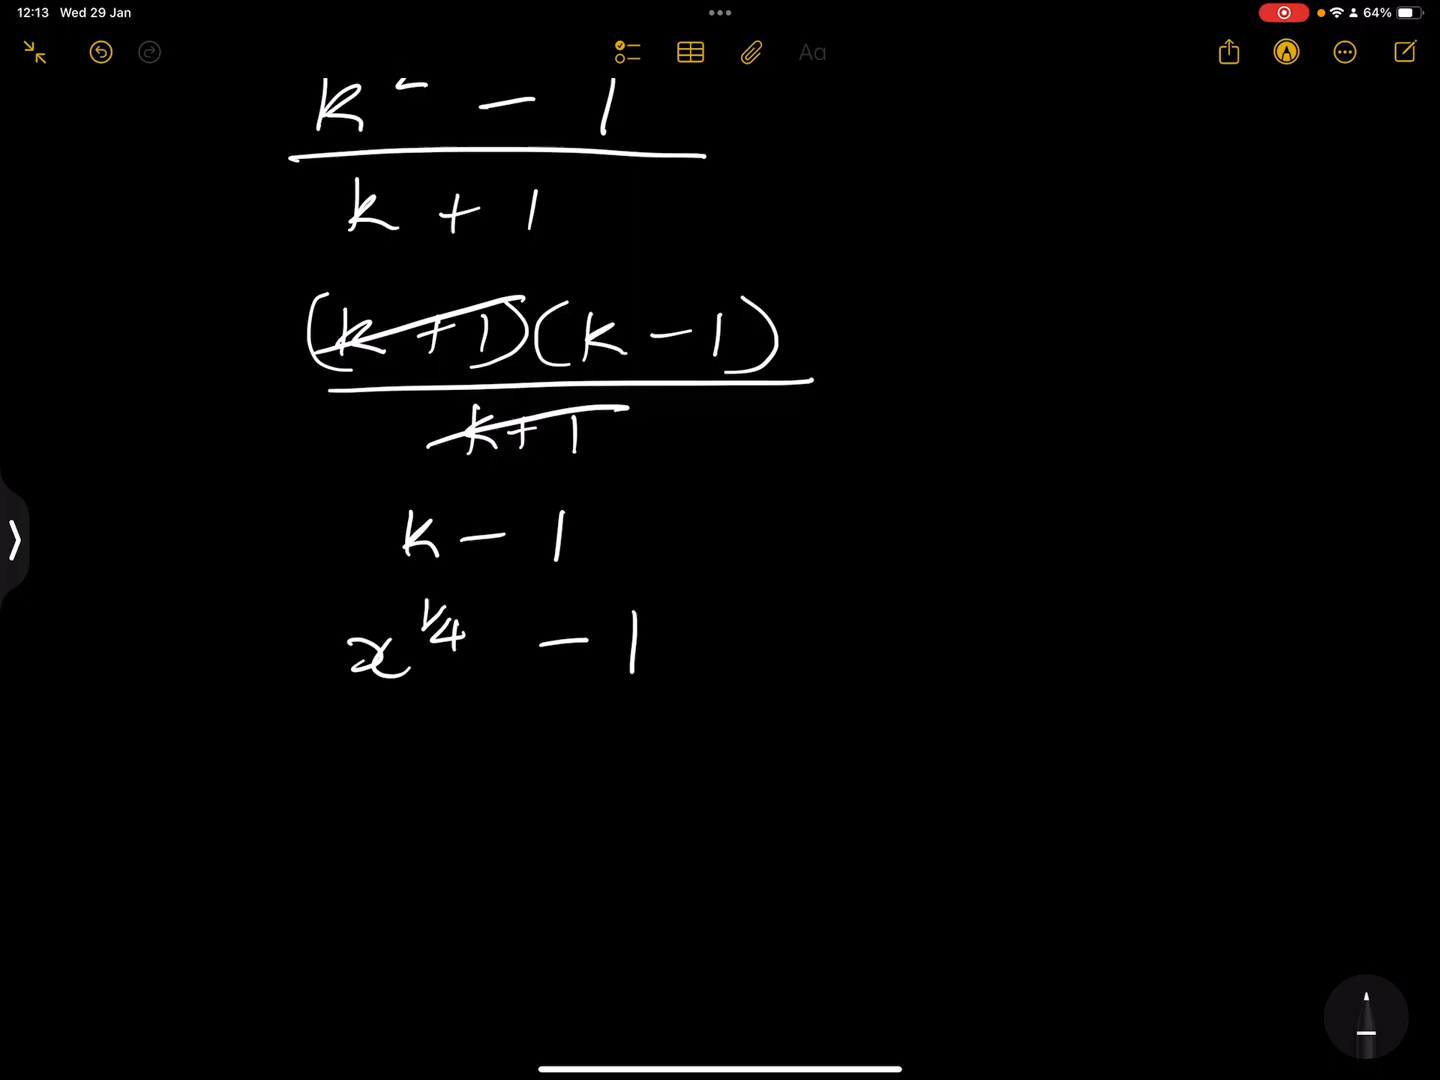 12:13 Wed 29 Jan
64%
Aa
k² - 1
k + 1
(k + 1)(k - 1)
k + 1
k - 1
x^1/4 - 1